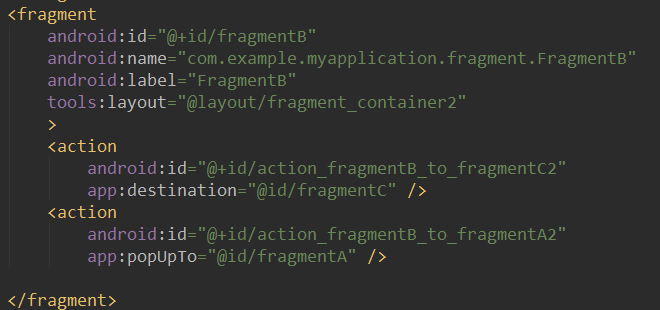 <fragment
android:id="@+id/fragmentB"
android:name="com.example.myapplication.fragment.FragmentB"
android:label="FragmentB"
tools:layout="@layout/fragment_container2"
>
<action
android:id="@+id/action_fragmentB_to_fragmentC2"
app:destination="@id/fragmentC" />
<action
android:id="@+id/action_fragmentB_to_fragmentA2"
app:popUpTo="@id/fragmentA" />
</fragment>